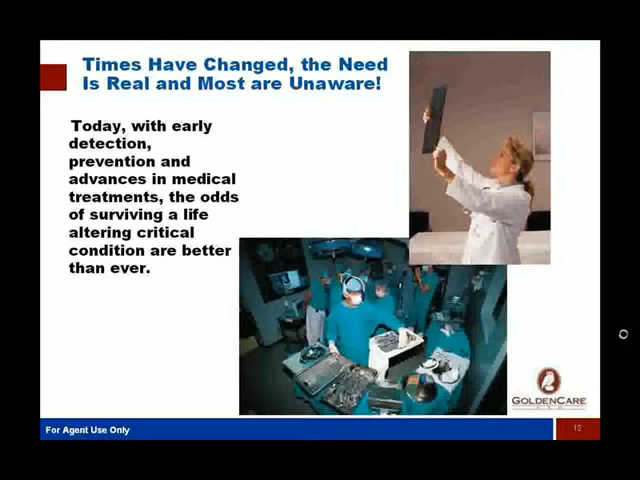 Times Have Changed, the Need
Is Real and Most are Unaware!
Today, with early
detection,
prevention and
advances in medical
treatments, the odds
of surviving a life
altering critical
condition are better
than ever.
GOLDENCARE
For Agent Use Only
13